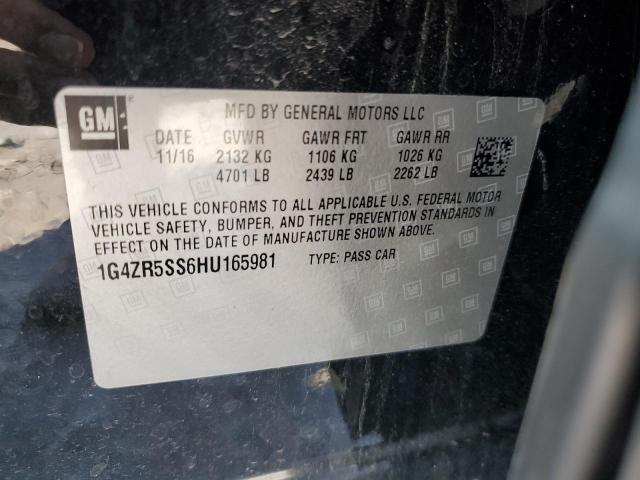 GM
MFD BY GENERAL MOTORS LLC
DATE GVWR GAWR FRT GAWR RR
11/16 2132 KG 1106 KG 1026 KG
4701 LB 2439 LB 2262 LB
THIS VEHICLE CONFORMS TO ALL APPLICABLE U.S. FEDERAL MOTOR
VEHICLE SAFETY, BUMPER, AND THEFT PREVENTION STANDARDS IN
EFFECT ON THE DATE OF MANUFACTURE SHOWN ABOVE.
1G4ZR5SS6HU165981 TYPE: PASS CAR